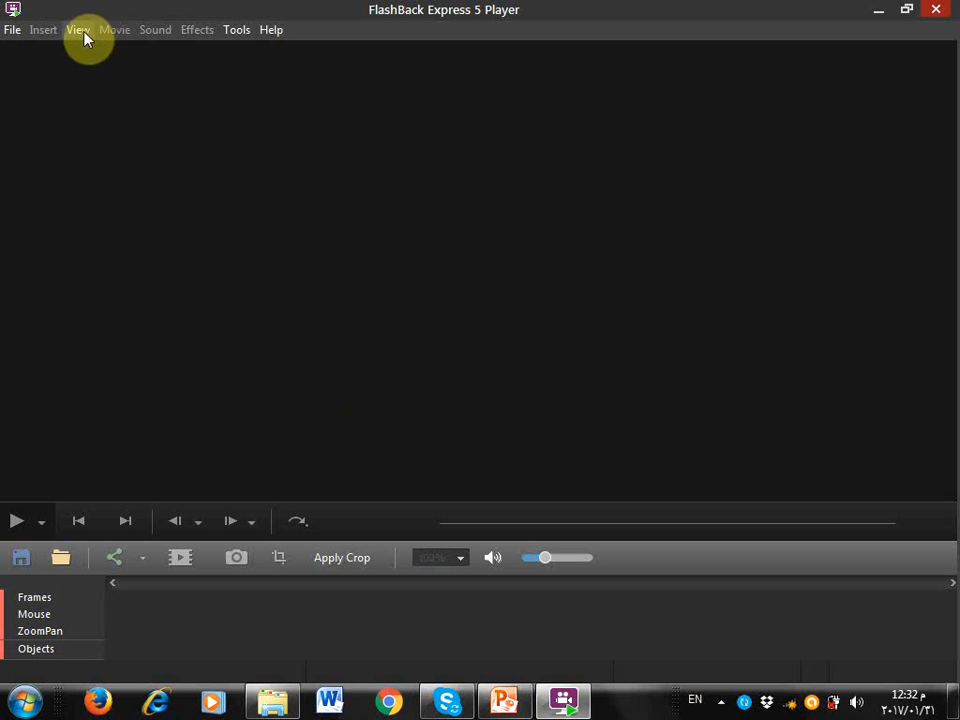 FlashBack Express 5 Player
File Insert View Movie Sound Effects Tools Help
Apply Crop 100%
Frames
Mouse
ZoomPan
Objects
EN
12:32 م
٢٠١٧/٠١/٣١